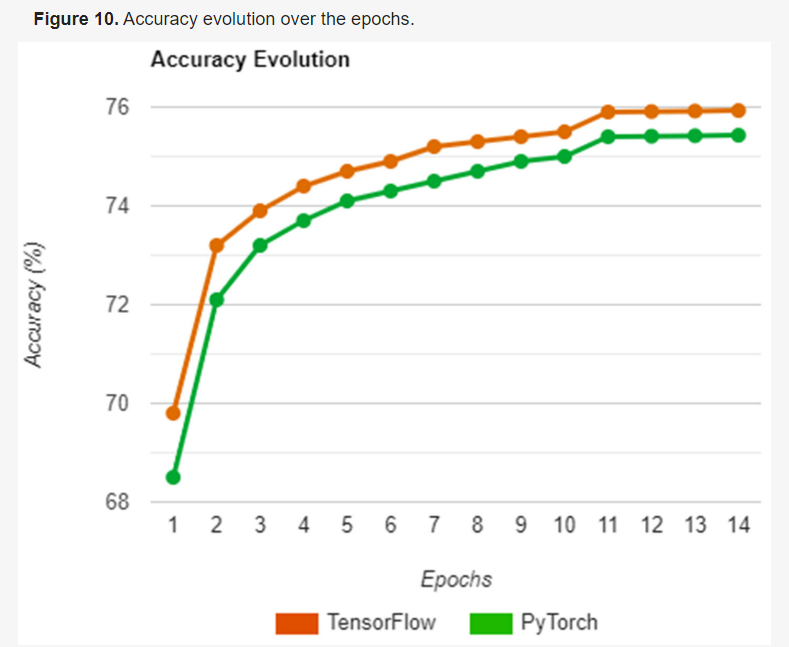 Figure 10. Accuracy evolution over the epochs.
Accuracy Evolution
76
74
72
70
68
Accuracy (%)
1 2 3 4 5 6 7 8 9 10 11 12 13 14
Epochs
TensorFlow PyTorch